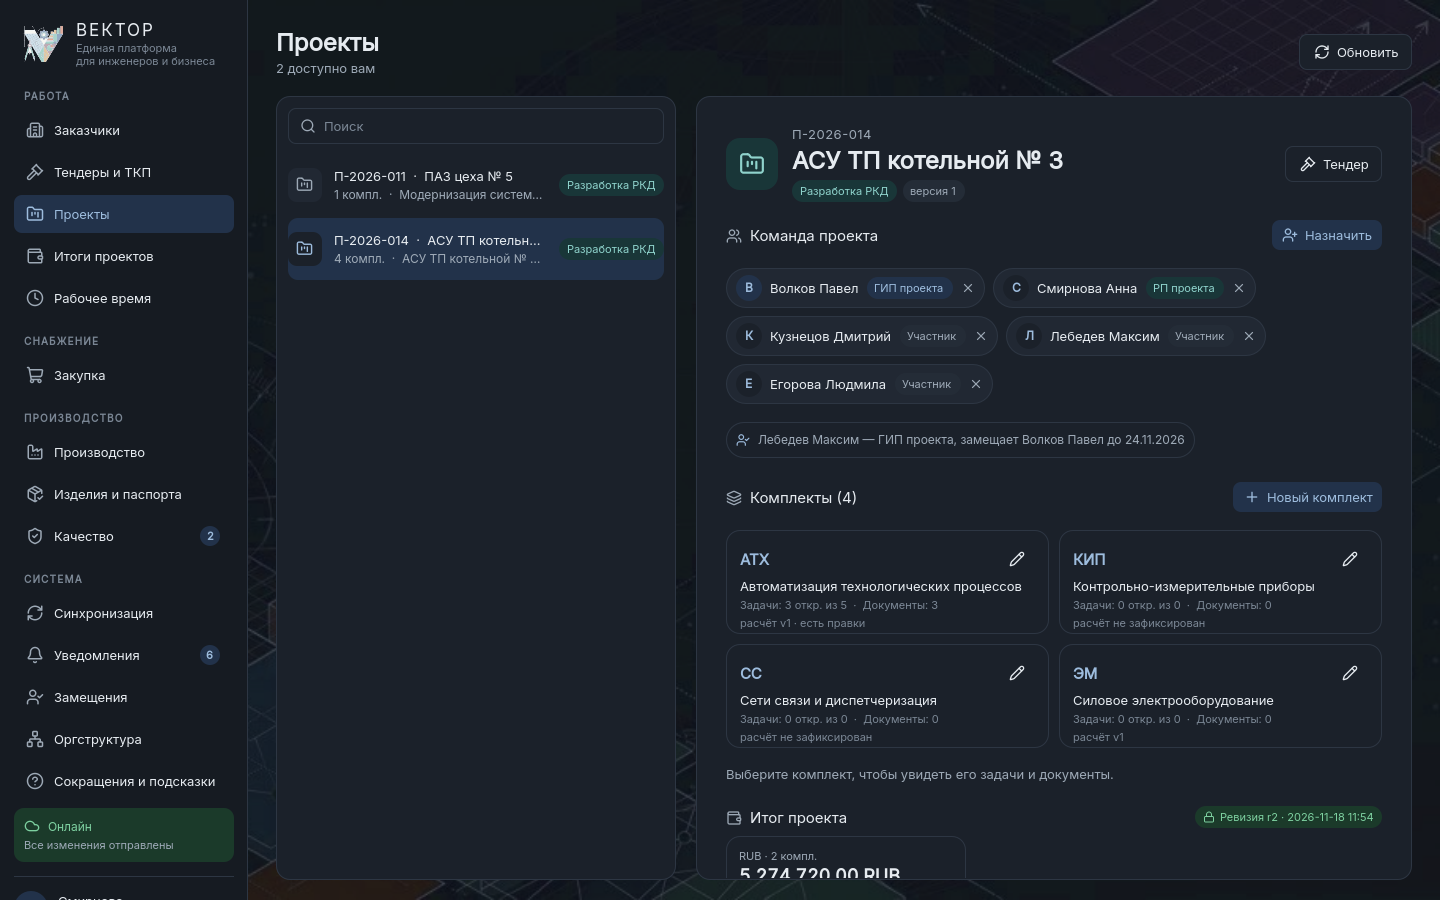 ВЕКТОР
Единая платформа
для инженеров и бизнеса
РАБОТА
Заказчики
Тендеры и ТКП
Проекты
Итоги проектов
Рабочее время
СНАБЖЕНИЕ
Закупка
ПРОИЗВОДСТВО
Производство
Изделия и паспорта
Качество 2
СИСТЕМА
Синхронизация
Уведомления 6
Замещения
Оргструктура
Сокращения и подсказки
Онлайн
Все изменения отправлены
Проекты
2 доступно вам
Обновить
Поиск
П-2026-011 · ПАЗ цеха № 5
1 компл. · Модернизация систем...
Разработка РКД
П-2026-014 · АСУ ТП котельн...
4 компл. · АСУ ТП котельной № ...
Разработка РКД
П-2026-014
АСУ ТП котельной № 3
Разработка РКД версия 1
Тендер
Команда проекта
Назначить
В Волков Павел ГИП проекта
С Смирнова Анна РП проекта
К Кузнецов Дмитрий Участник
Л Лебедев Максим Участник
Е Егорова Людмила Участник
Лебедев Максим — ГИП проекта, замещает Волков Павел до 24.11.2026
Комплекты (4)
Новый комплект
АТХ
Автоматизация технологических процессов
Задачи: 3 откр. из 5 · Документы: 3
расчёт v1 · есть правки
КИП
Контрольно-измерительные приборы
Задачи: 0 откр. из 0 · Документы: 0
расчёт не зафиксирован
СС
Сети связи и диспетчеризация
Задачи: 0 откр. из 0 · Документы: 0
расчёт не зафиксирован
ЭМ
Силовое электрооборудование
Задачи: 0 откр. из 0 · Документы: 0
расчёт v1
Выберите комплект, чтобы увидеть его задачи и документы.
Итог проекта
Ревизия r2 · 2026-11-18 11:54
RUB · 2 компл.
5 274 720,00 RUB